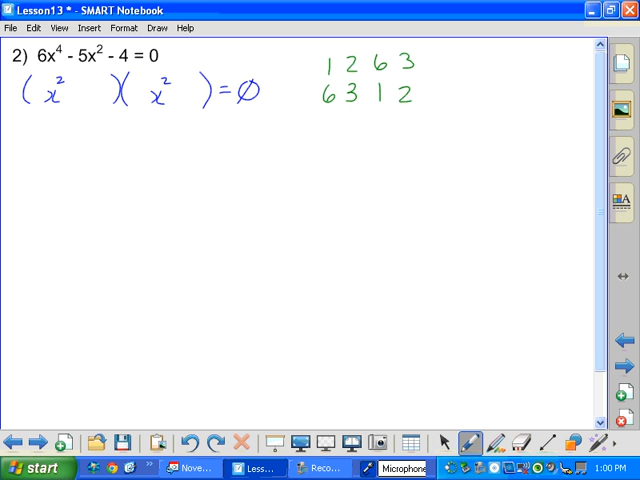 Lesson13 * - SMART Notebook
File Edit View Insert Format Draw Help
2) 6x⁴ - 5x² - 4 = 0
1 2 6 3
( x² )( x² ) = 0
6 3 1 2
start
Nove...
Less...
Reco...
Microphone
1:00 PM